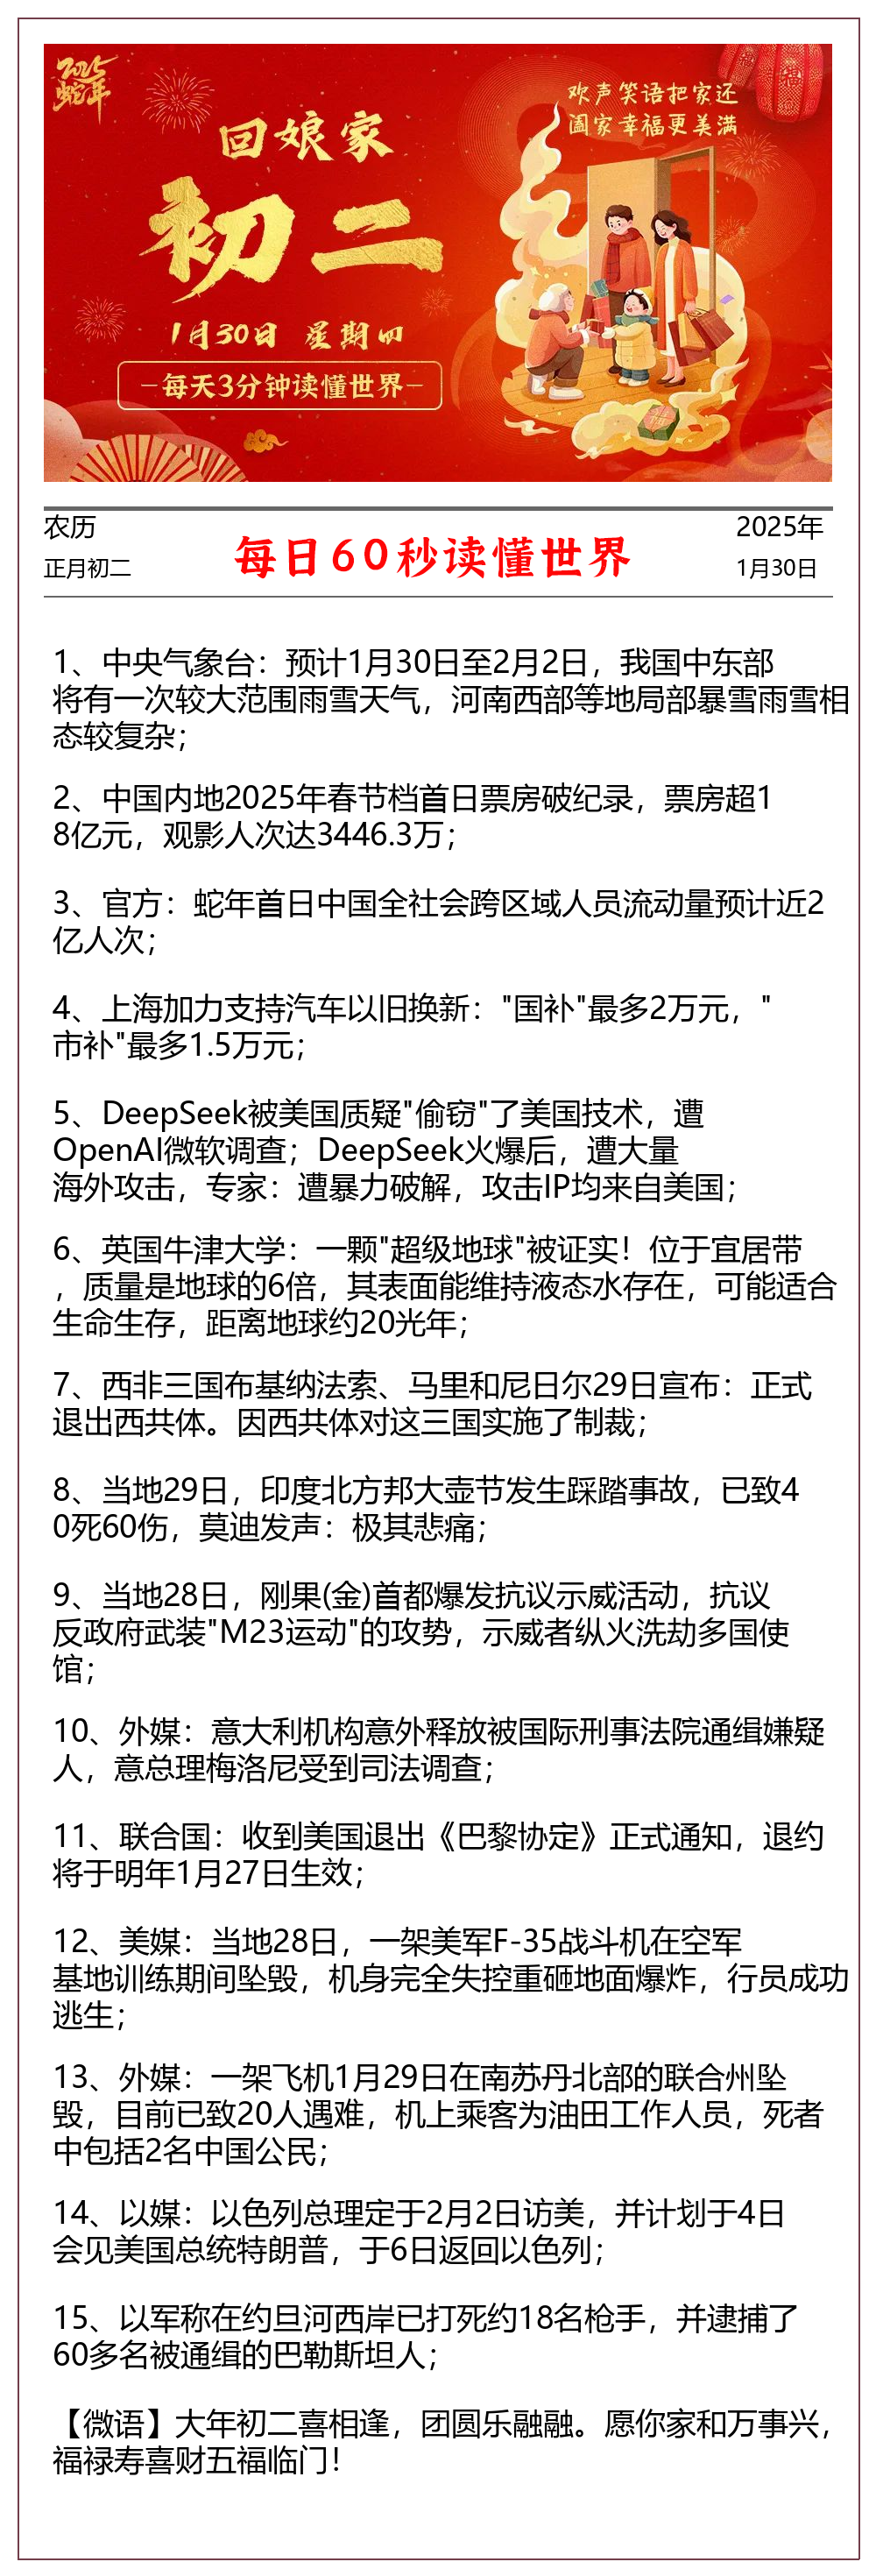 2025
蛇年
欢声笑语把家还
阖家幸福更美满
回娘家
初二
1月30日 星期四
—每天3分钟读懂世界—
福
农历
正月初二
每日60秒读懂世界
2025年
1月30日
1、中央气象台：预计1月30日至2月2日，我国中东部
将有一次较大范围雨雪天气，河南西部等地局部暴雪雨雪相
态较复杂；
2、中国内地2025年春节档首日票房破纪录，票房超1
8亿元，观影人次达3446.3万；
3、官方：蛇年首日中国全社会跨区域人员流动量预计近2
亿人次；
4、上海加力支持汽车以旧换新："国补"最多2万元，"
市补"最多1.5万元；
5、DeepSeek被美国质疑"偷窃"了美国技术，遭
OpenAI微软调查；DeepSeek火爆后，遭大量
海外攻击，专家：遭暴力破解，攻击IP均来自美国；
6、英国牛津大学：一颗"超级地球"被证实！位于宜居带
，质量是地球的6倍，其表面能维持液态水存在，可能适合
生命生存，距离地球约20光年；
7、西非三国布基纳法索、马里和尼日尔29日宣布：正式
退出西共体。因西共体对这三国实施了制裁；
8、当地29日，印度北方邦大壶节发生踩踏事故，已致4
0死60伤，莫迪发声：极其悲痛；
9、当地28日，刚果(金)首都爆发抗议示威活动，抗议
反政府武装"M23运动"的攻势，示威者纵火洗劫多国使
馆；
10、外媒：意大利机构意外释放被国际刑事法院通缉嫌疑
人，意总理梅洛尼受到司法调查；
11、联合国：收到美国退出《巴黎协定》正式通知，退约
将于明年1月27日生效；
12、美媒：当地28日，一架美军F-35战斗机在空军
基地训练期间坠毁，机身完全失控重砸地面爆炸，行员成功
逃生；
13、外媒：一架飞机1月29日在南苏丹北部的联合州坠
毁，目前已致20人遇难，机上乘客为油田工作人员，死者
中包括2名中国公民；
14、以媒：以色列总理定于2月2日访美，并计划于4日
会见美国总统特朗普，于6日返回以色列；
15、以军称在约旦河西岸已打死约18名枪手，并逮捕了
60多名被通缉的巴勒斯坦人；
【微语】大年初二喜相逢，团圆乐融融。愿你家和万事兴，
福禄寿喜财五福临门！